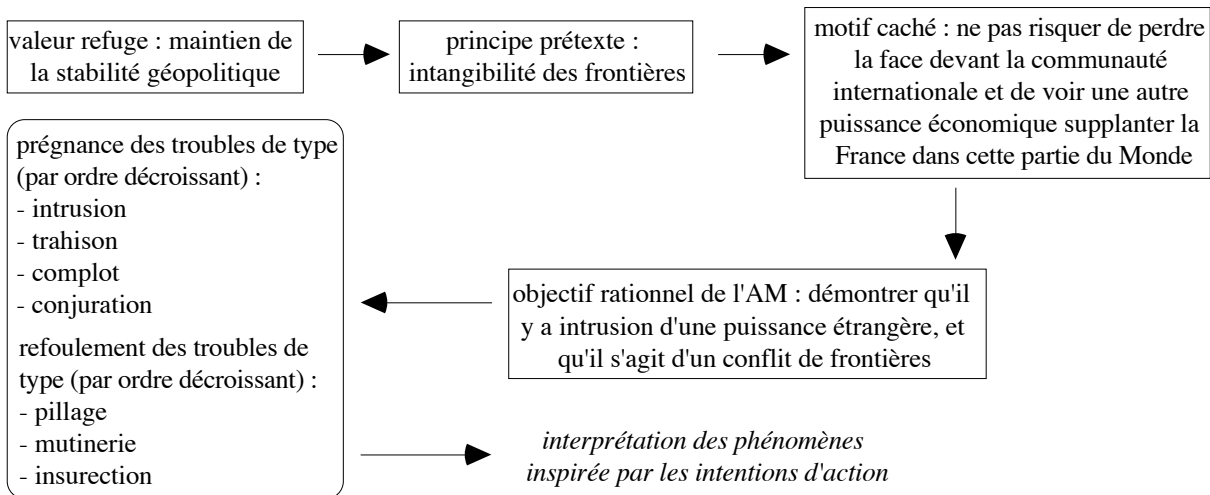 valeur refuge : maintien de
la stabilité géopolitique
principe prétexte :
intangibilité des frontières
motif caché : ne pas risquer de perdre
la face devant la communauté
internationale et de voir une autre
puissance économique supplanter la
France dans cette partie du Monde
objectif rationnel de l'AM : démontrer qu'il
y a intrusion d'une puissance étrangère, et
qu'il s'agit d'un conflit de frontières
prégnance des troubles de type
(par ordre décroissant) :
- intrusion
- trahison
- complot
- conjuration
refoulement des troubles de
type (par ordre décroissant) :
- pillage
- mutinerie
- insurection
interprétation des phénomènes
inspirée par les intentions d'action